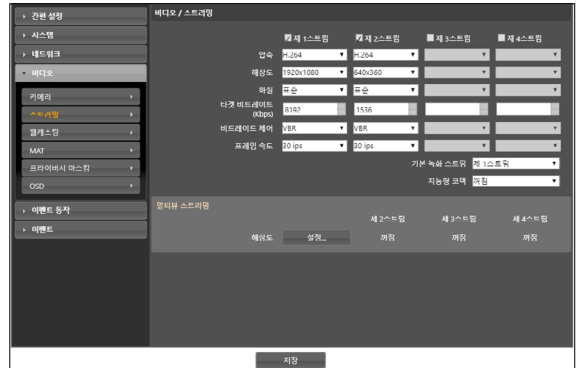 비디오 / 스트리밍
간편 설정
시스템
네트워크
비디오
카메라
스트리밍
웹캐스팅
MAT
프라이버시 마스킹
OSD
이벤트 동작
이벤트
제 1스트림 제 2스트림 제 3스트림 제 4스트림
압축 H.264 H.264
해상도 1920x1080 640x360
화질 표준 표준
타겟 비트레이트 (Kbps) 8192 1536
비트레이트 제어 VBR VBR
프레임 속도 30 ips 30 ips
기본 녹화 스트림 제 1스트림
지능형 코덱 꺼짐
멀티뷰 스트리밍
제 2스트림 제 3스트림 제 4스트림
해상도 설정... 꺼짐 꺼짐 꺼짐
저장